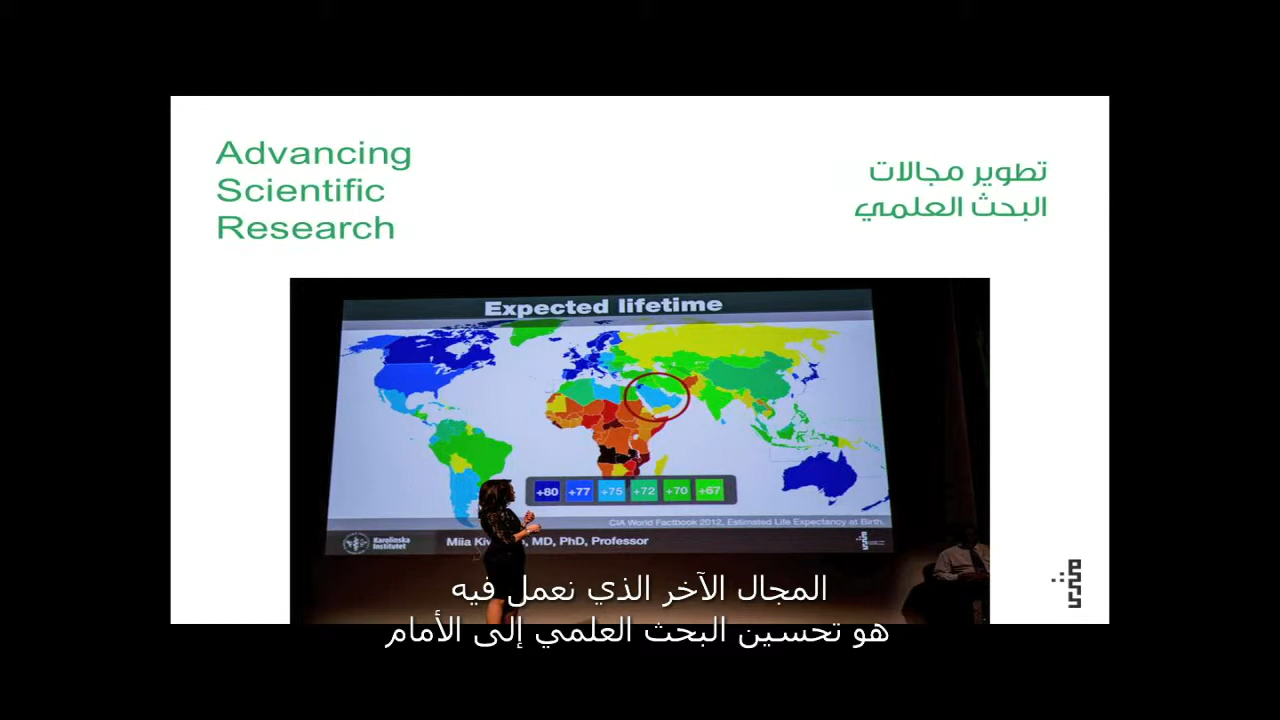 Advancing
Scientific
Research
تطوير مجالات
البحث العلمي
Expected lifetime
+80 +77 +75 +72 +70 +67
CIA World Factbook 2012, Estimated Life Expectancy at Birth.
Karolinska
Institutet
Miia MD, PhD, Professor
المجال الآخر الذي نعمل فيه
هو تحسين البحث العلمي إلى الأمام